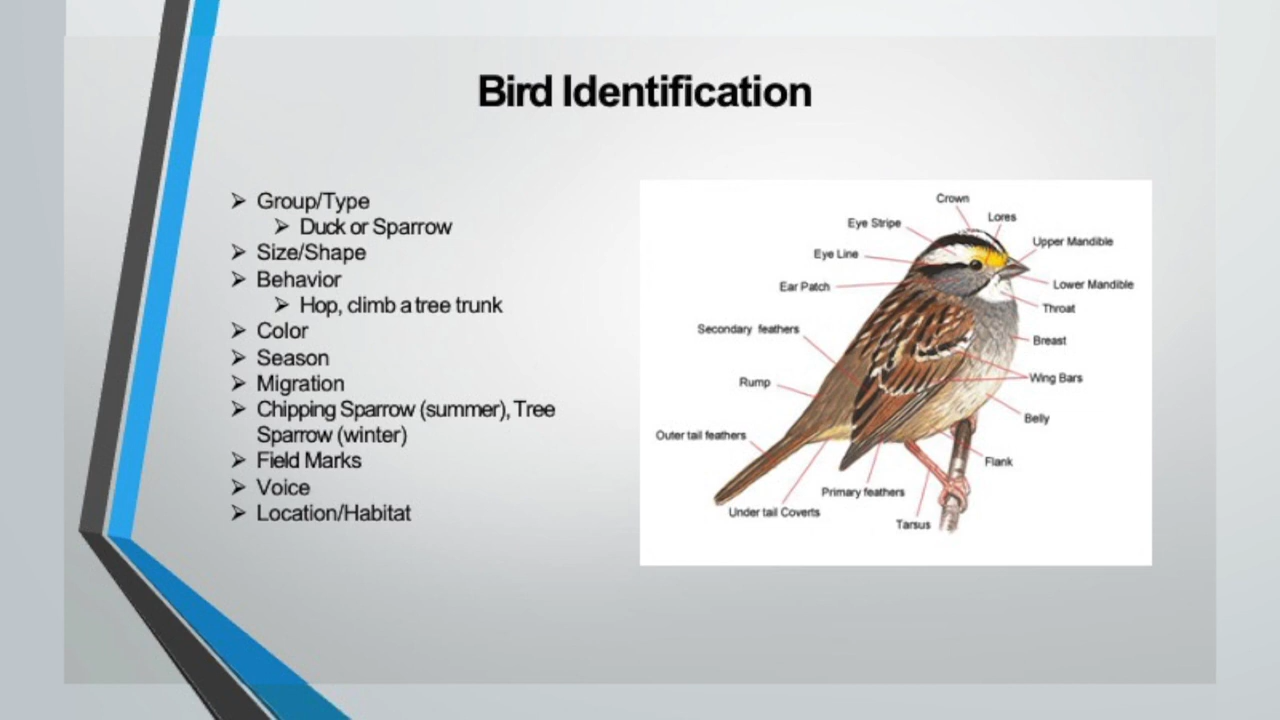 Bird Identification
Group/Type
Duck or Sparrow
Size/Shape
Behavior
Hop, climb a tree trunk
Color
Season
Migration
Chipping Sparrow (summer), Tree
Sparrow (winter)
Field Marks
Voice
Location/Habitat
Crown
Lores
Eye Stripe
Upper Mandible
Eye Line
Lower Mandible
Ear Patch
Throat
Secondary feathers
Breast
Wing Bars
Rump
Belly
Outer tail feathers
Flank
Primary feathers
Under tail Coverts
Tarsus